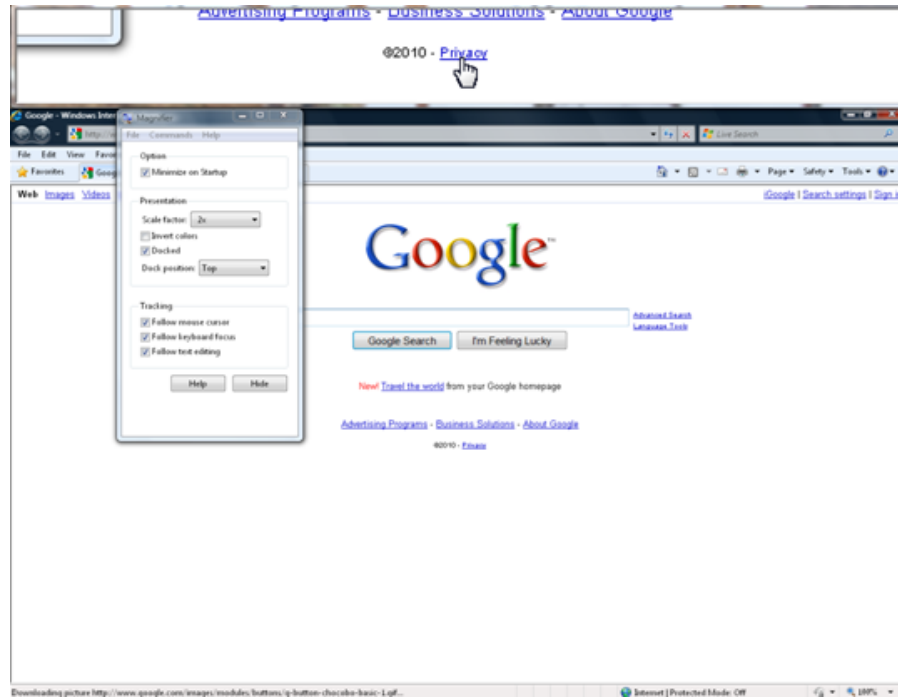 Advertising Programs - Business Solutions - About Google
©2010 - Privacy
Google - Windows Inter
Magnifier
File Commands Help
http://w
Live Search
File Edit View Favor
Favorites Goog
Page Safety Tools
Option
Minimize on Startup
Web Images Videos
iGoogle | Search settings | Sign i
Presentation
Scale factor: 2x
Invert colors
Docked
Dock position: Top
Google™
Tracking
Follow mouse cursor
Follow keyboard focus
Follow text editing
Advanced Search
Language Tools
Google Search I'm Feeling Lucky
Help Hide
New! Travel the world from your Google homepage
Advertising Programs - Business Solutions - About Google
©2010 - Privacy
Downloading picture http://www.google.com/images/modules/buttons/g-button-chocobo-basic-1.gif...
Internet | Protected Mode: Off
100%